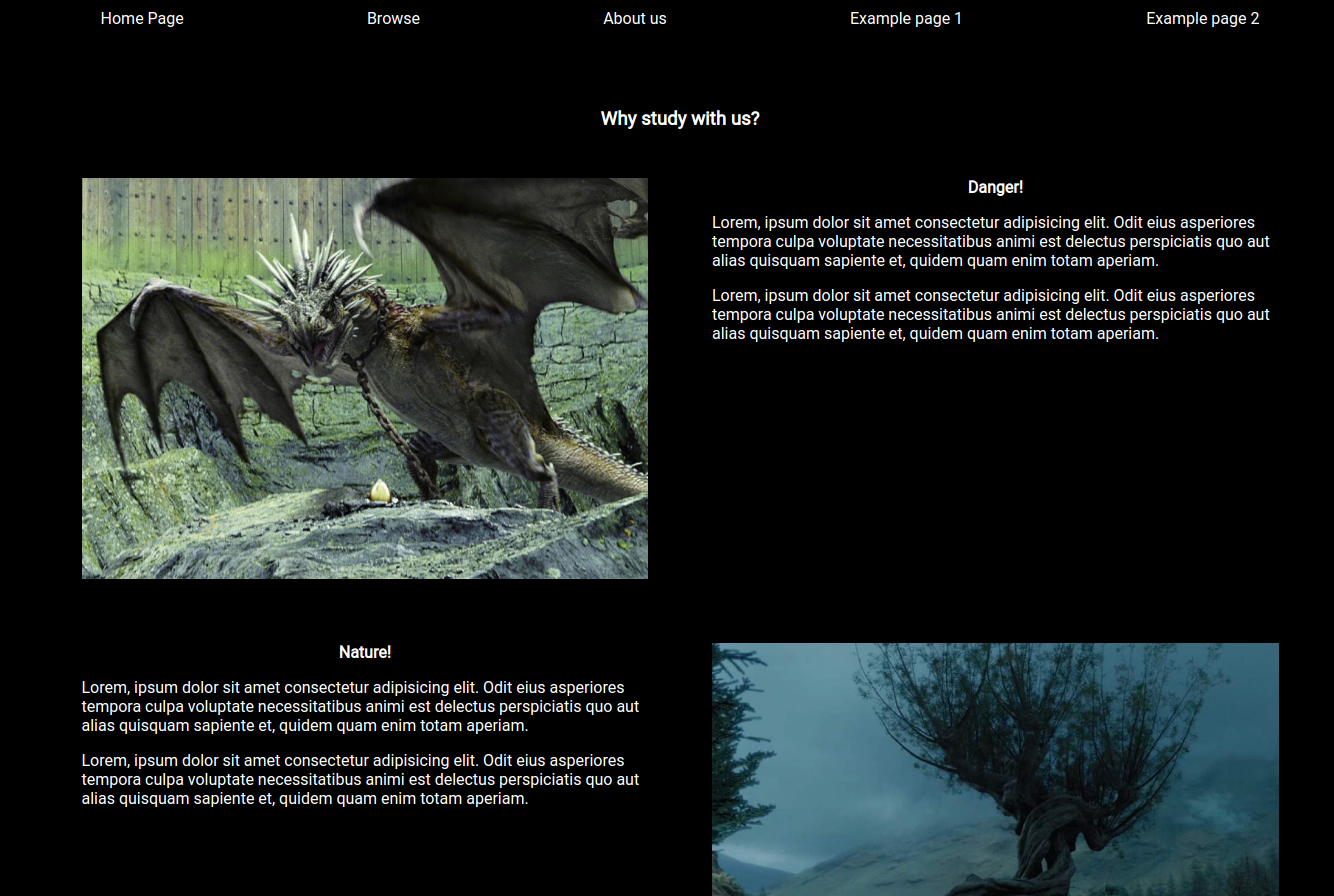 Home Page Browse About us Example page 1 Example page 2
Why study with us?
Danger!
Lorem, ipsum dolor sit amet consectetur adipisicing elit. Odit eius asperiores
tempora culpa voluptate necessitatibus animi est delectus perspiciatis quo aut
alias quisquam sapiente et, quidem quam enim totam aperiam.
Lorem, ipsum dolor sit amet consectetur adipisicing elit. Odit eius asperiores
tempora culpa voluptate necessitatibus animi est delectus perspiciatis quo aut
alias quisquam sapiente et, quidem quam enim totam aperiam.
Nature!
Lorem, ipsum dolor sit amet consectetur adipisicing elit. Odit eius asperiores
tempora culpa voluptate necessitatibus animi est delectus perspiciatis quo aut
alias quisquam sapiente et, quidem quam enim totam aperiam.
Lorem, ipsum dolor sit amet consectetur adipisicing elit. Odit eius asperiores
tempora culpa voluptate necessitatibus animi est delectus perspiciatis quo aut
alias quisquam sapiente et, quidem quam enim totam aperiam.